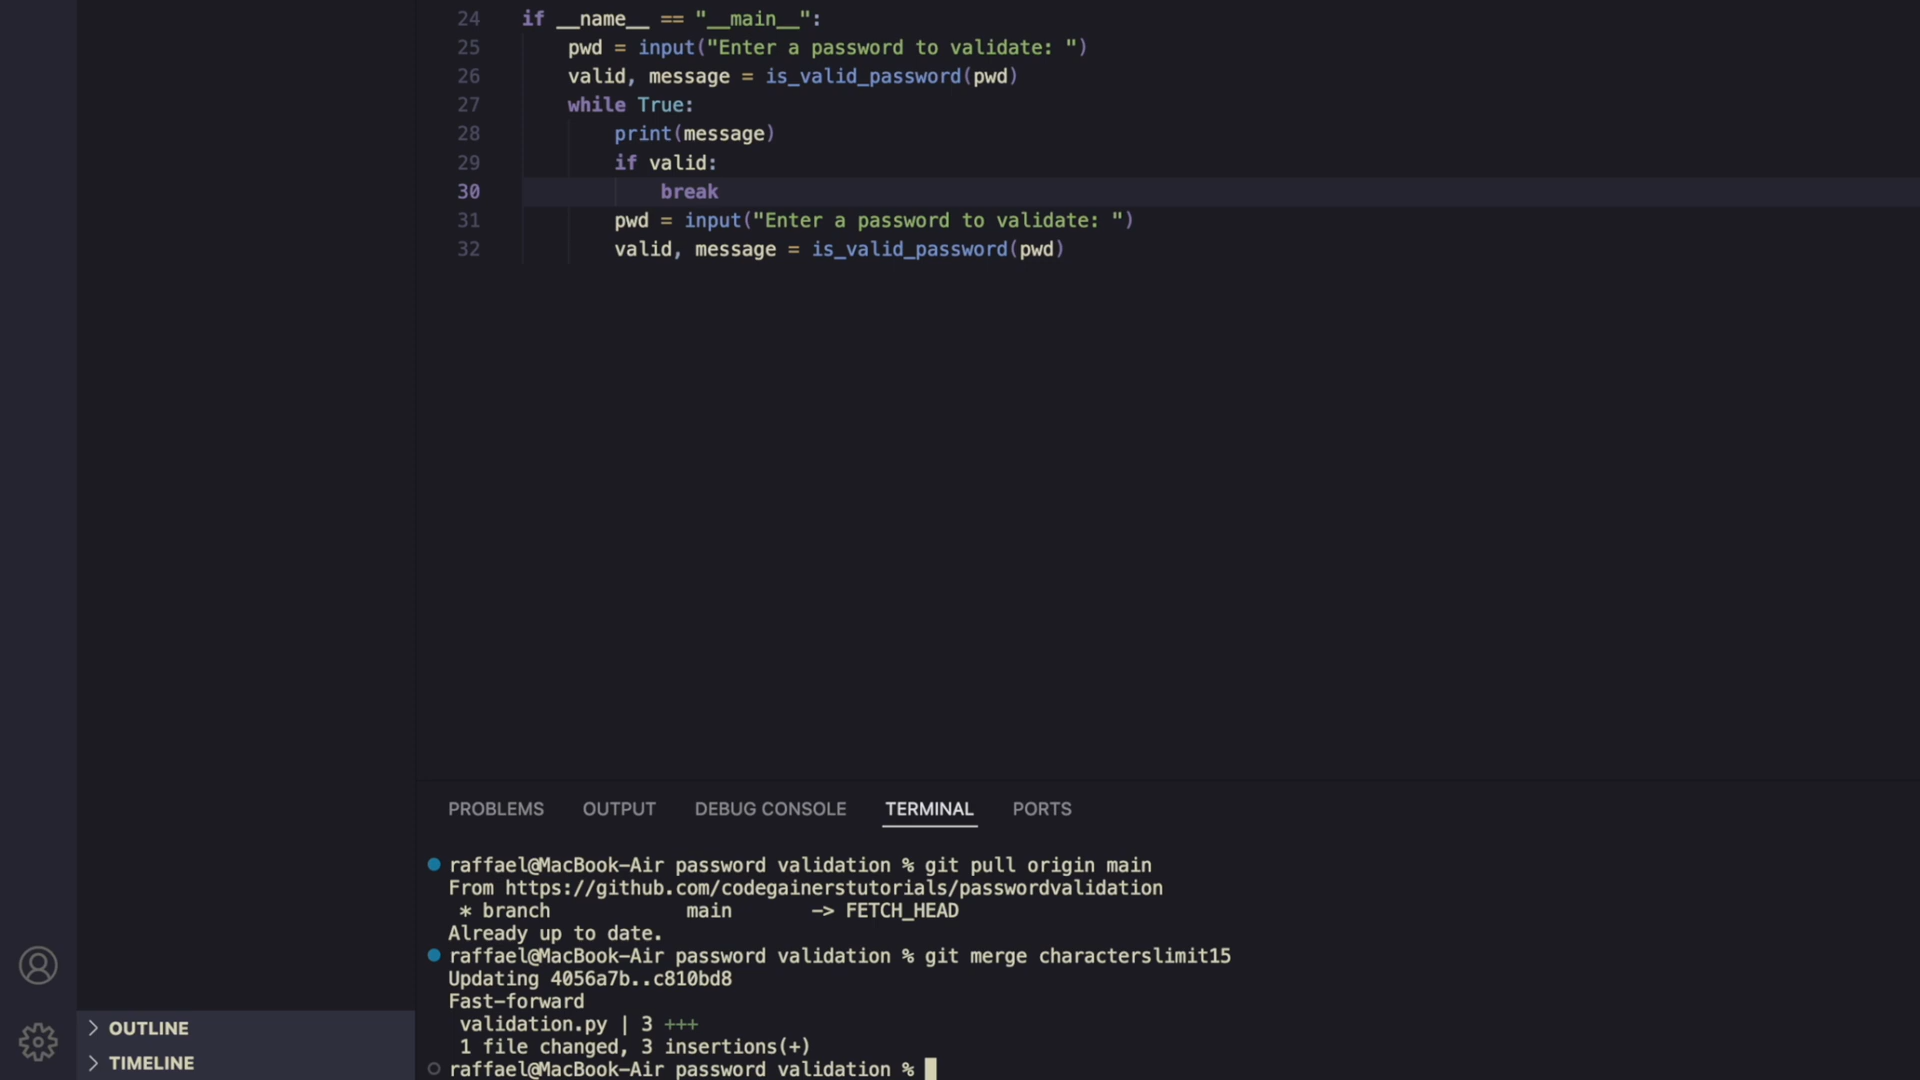 24 if __name__ == "__main__":
25 pwd = input("Enter a password to validate: ")
26 valid, message = is_valid_password(pwd)
27 while True:
28 print(message)
29 if valid:
30 break
31 pwd = input("Enter a password to validate: ")
32 valid, message = is_valid_password(pwd)
PROBLEMS OUTPUT DEBUG CONSOLE TERMINAL PORTS
raffael@MacBook-Air password validation % git pull origin main
From https://github.com/codegainerstutorials/passwordvalidation
* branch main -> FETCH_HEAD
Already up to date.
raffael@MacBook-Air password validation % git merge characterslimit15
Updating 4056a7b..c810bd8
Fast-forward
validation.py | 3 +++
1 file changed, 3 insertions(+)
raffael@MacBook-Air password validation %
OUTLINE
TIMELINE